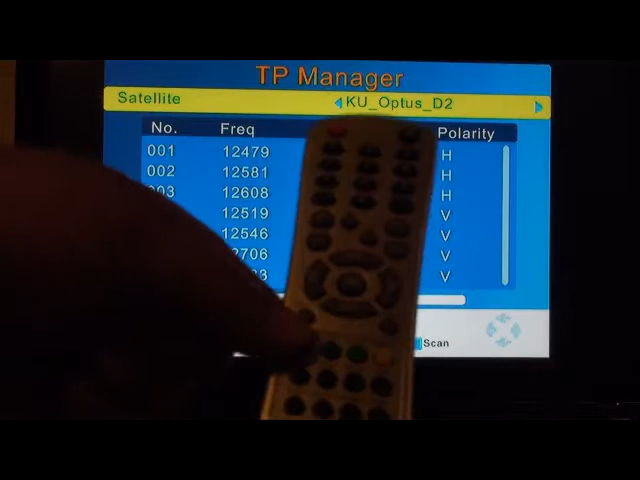 TP Manager
Satellite KU_Optus_D2
No. Freq Polarity
001 12479 H
002 12581 H
12608 H
12519 V
12546 V
V
V
Scan